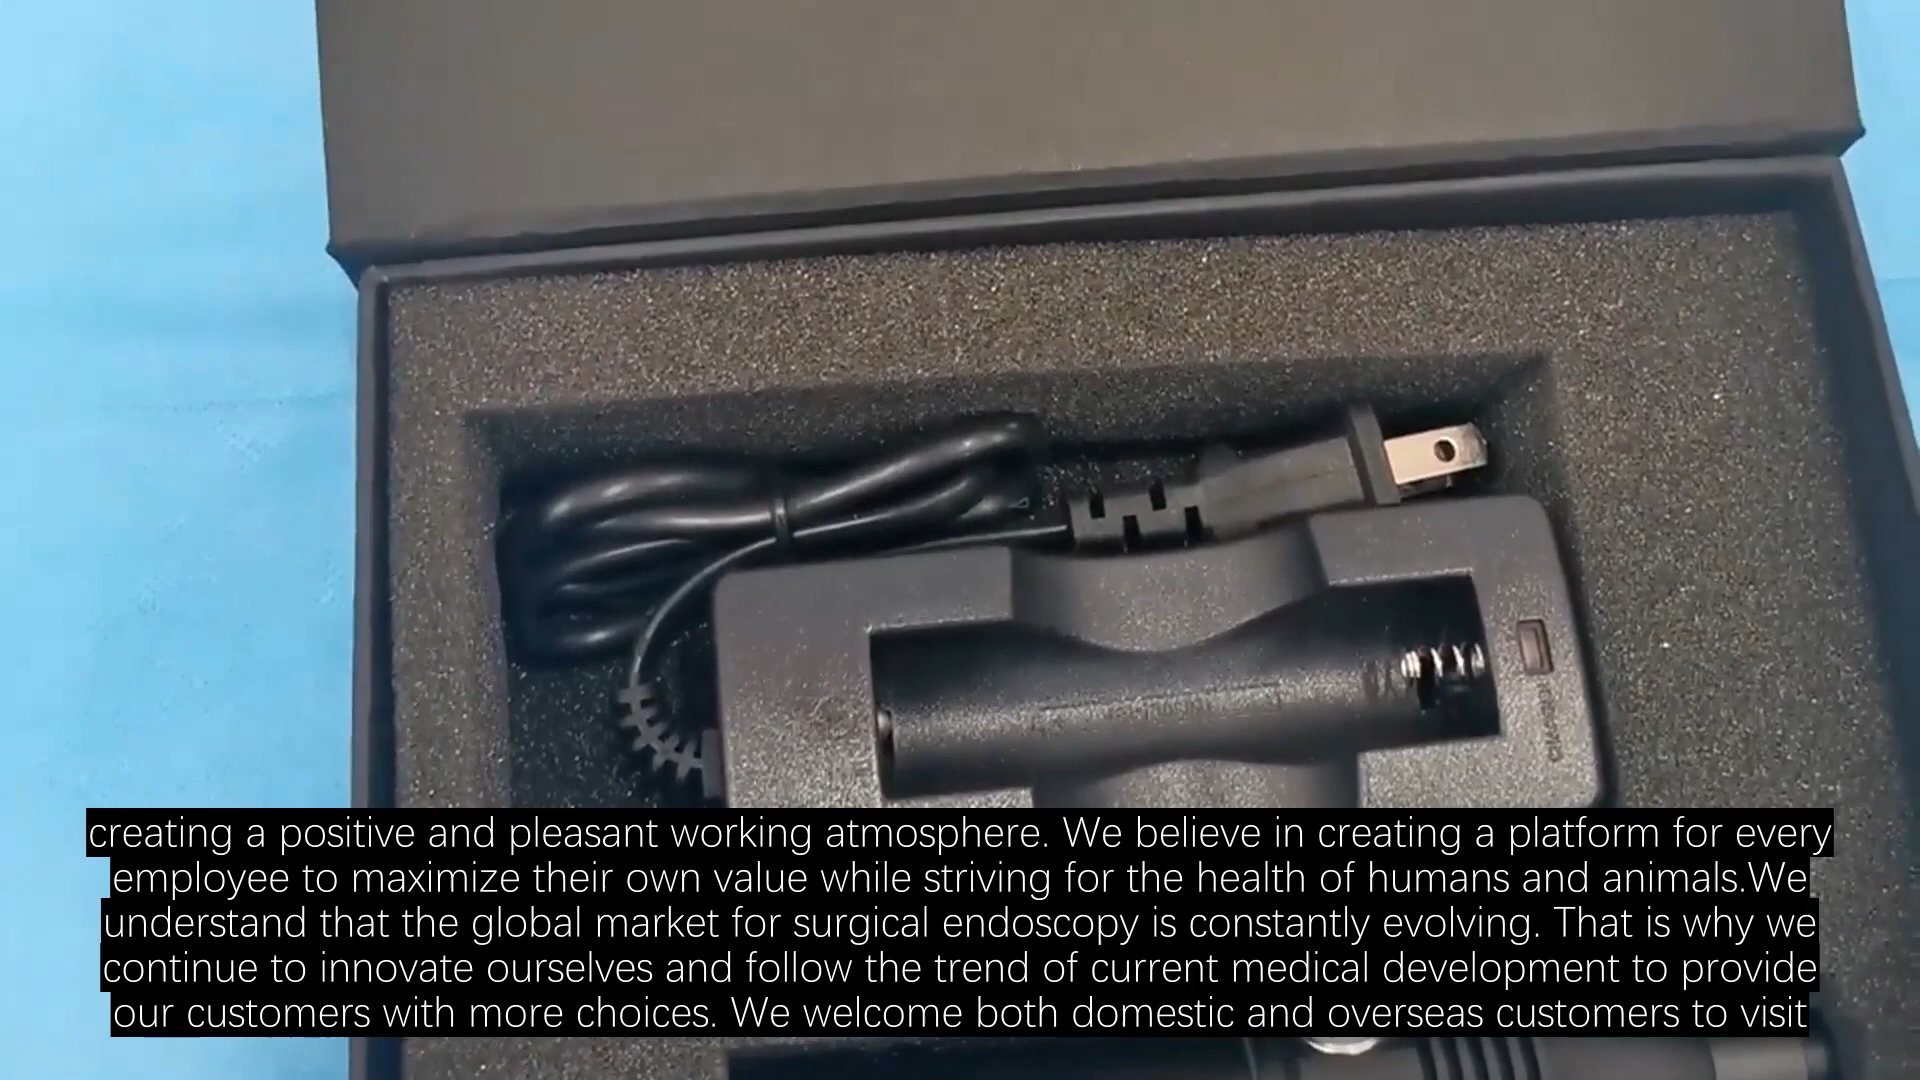 creating a positive and pleasant working atmosphere. We believe in creating a platform for every
employee to maximize their own value while striving for the health of humans and animals.We
understand that the global market for surgical endoscopy is constantly evolving. That is why we
continue to innovate ourselves and follow the trend of current medical development to provide
our customers with more choices. We welcome both domestic and overseas customers to visit